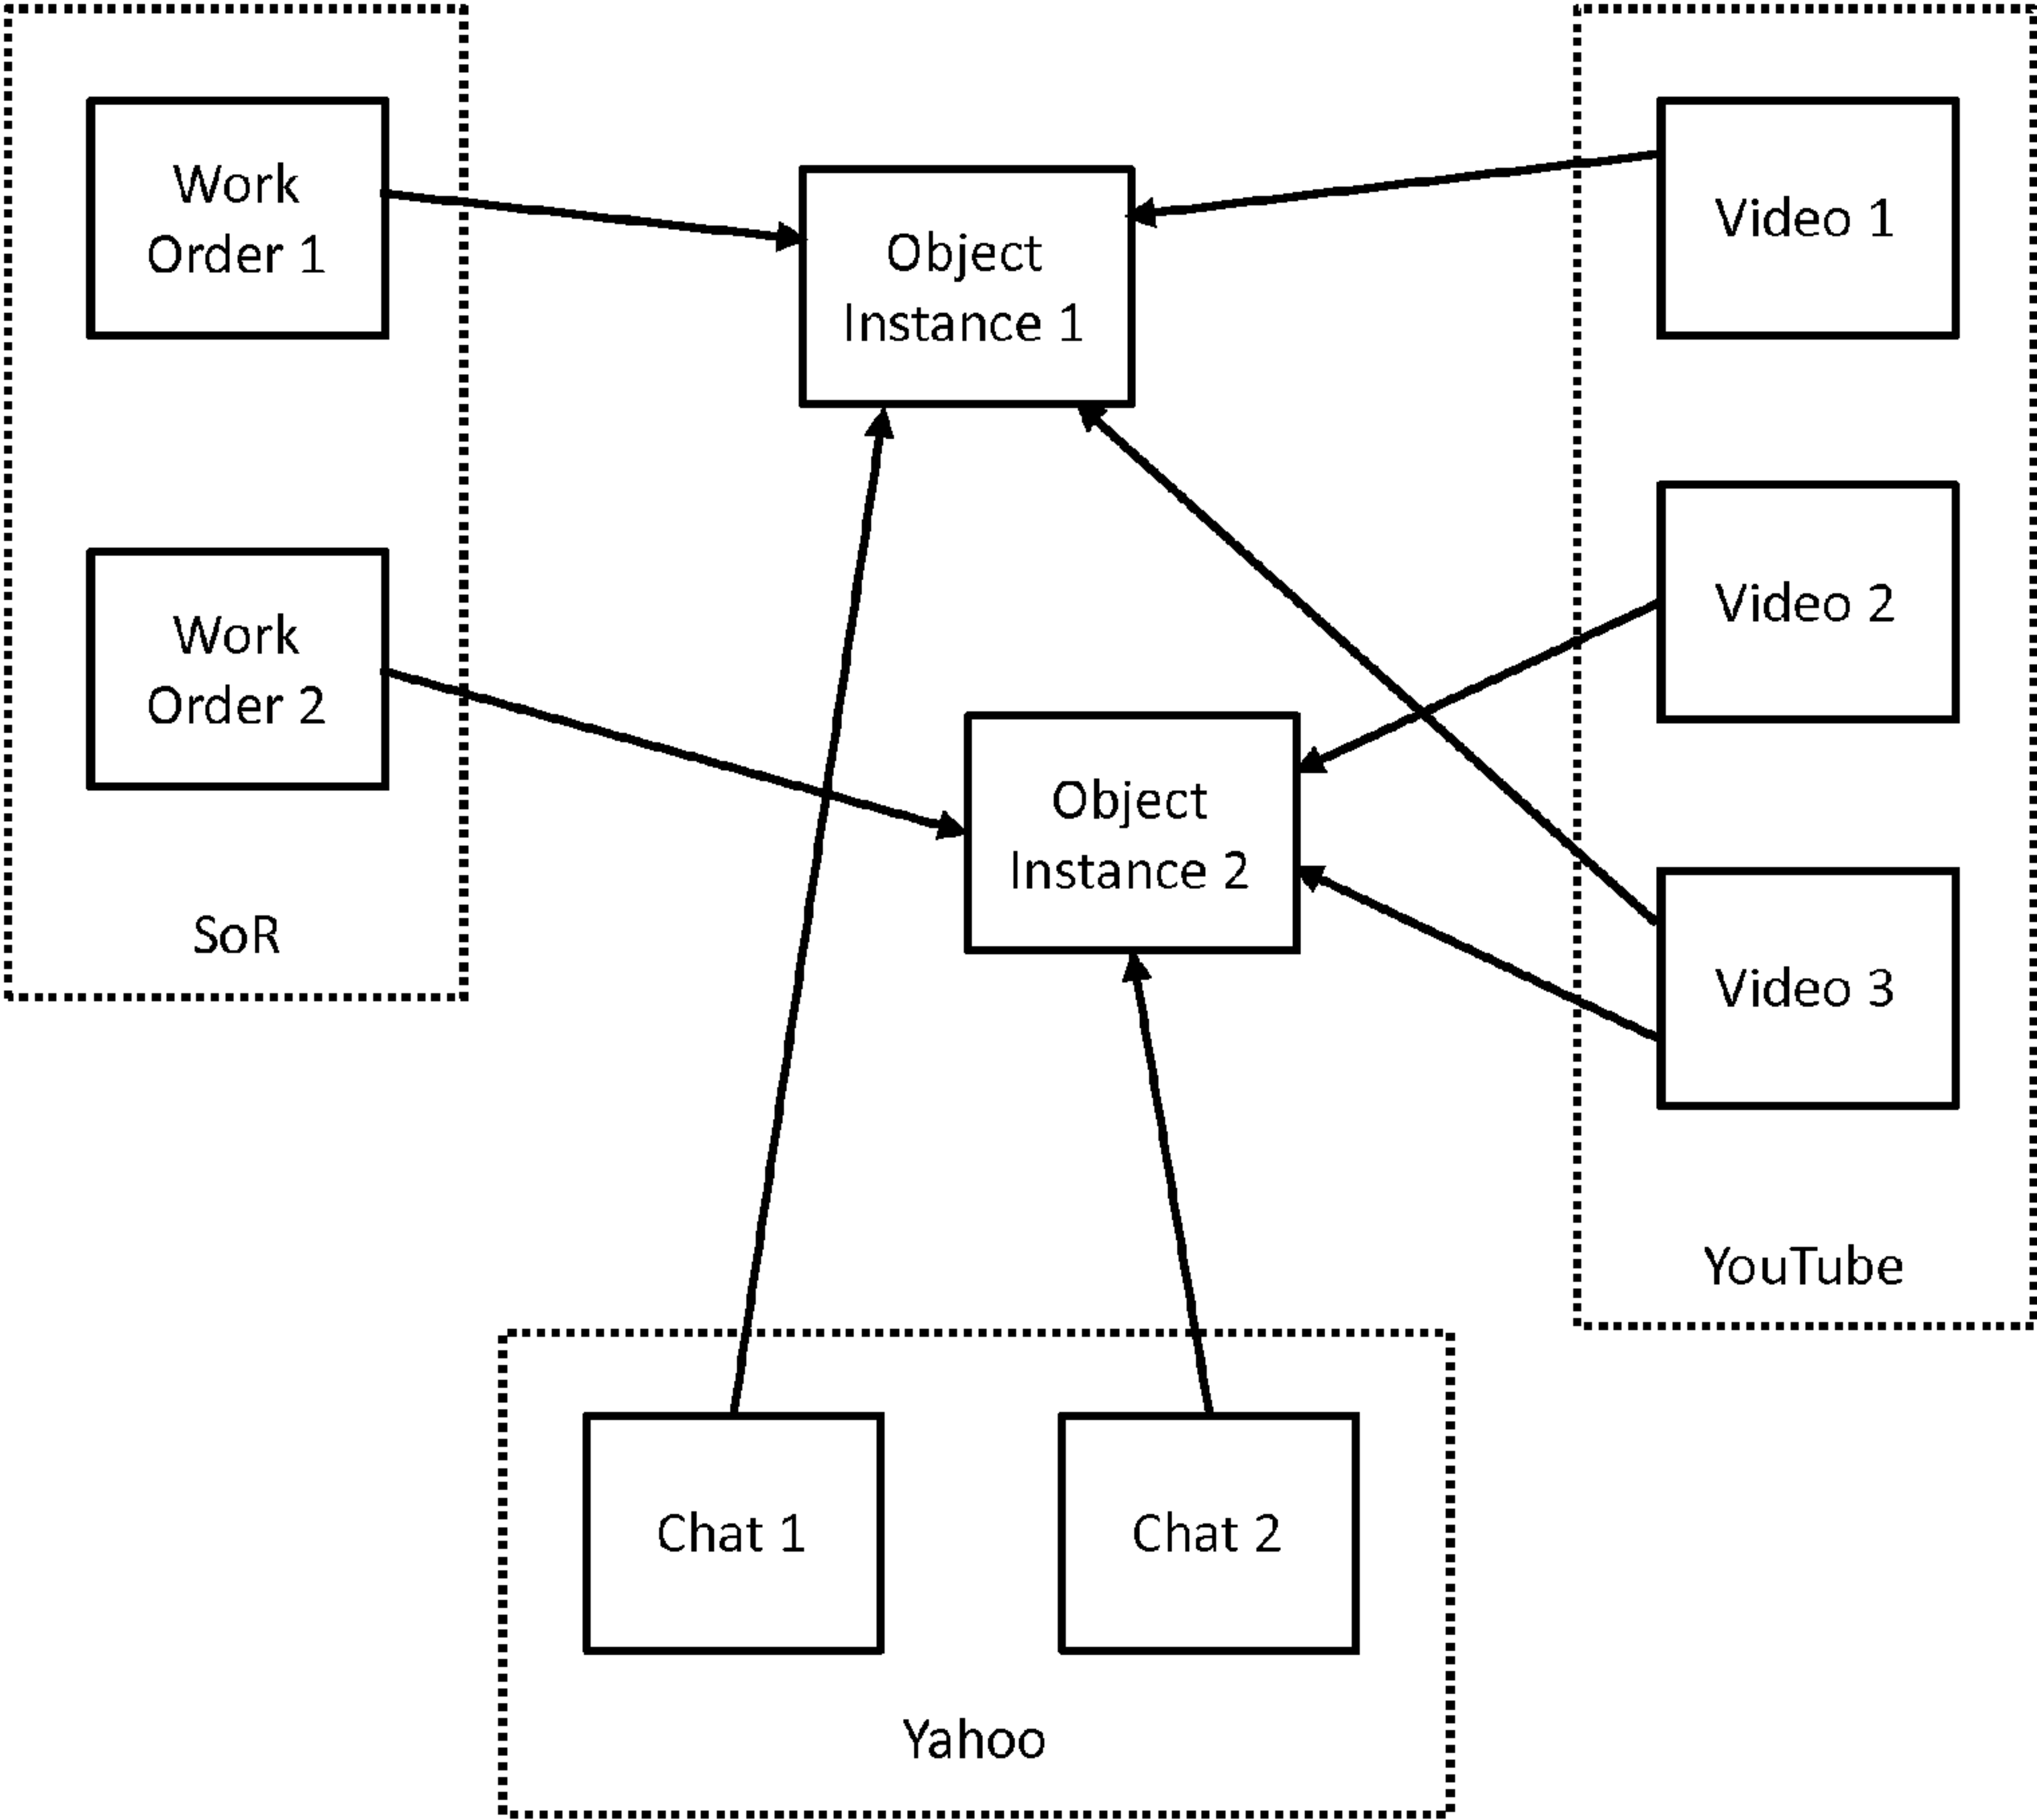 Work
Order 1
Object
Instance 1
Video 1
Work
Order 2
Video 2
Object
Instance 2
SoR
Video 3
YouTube
Chat 1
Chat 2
Yahoo